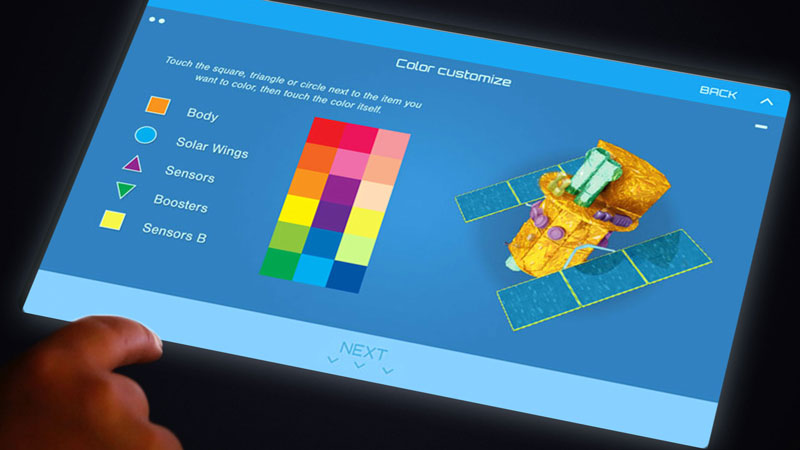 Color customize
BACK
Touch the square, triangle or circle next to the item you
want to color, then touch the color itself.
Body
Solar Wings
Sensors
Boosters
Sensors B
NEXT